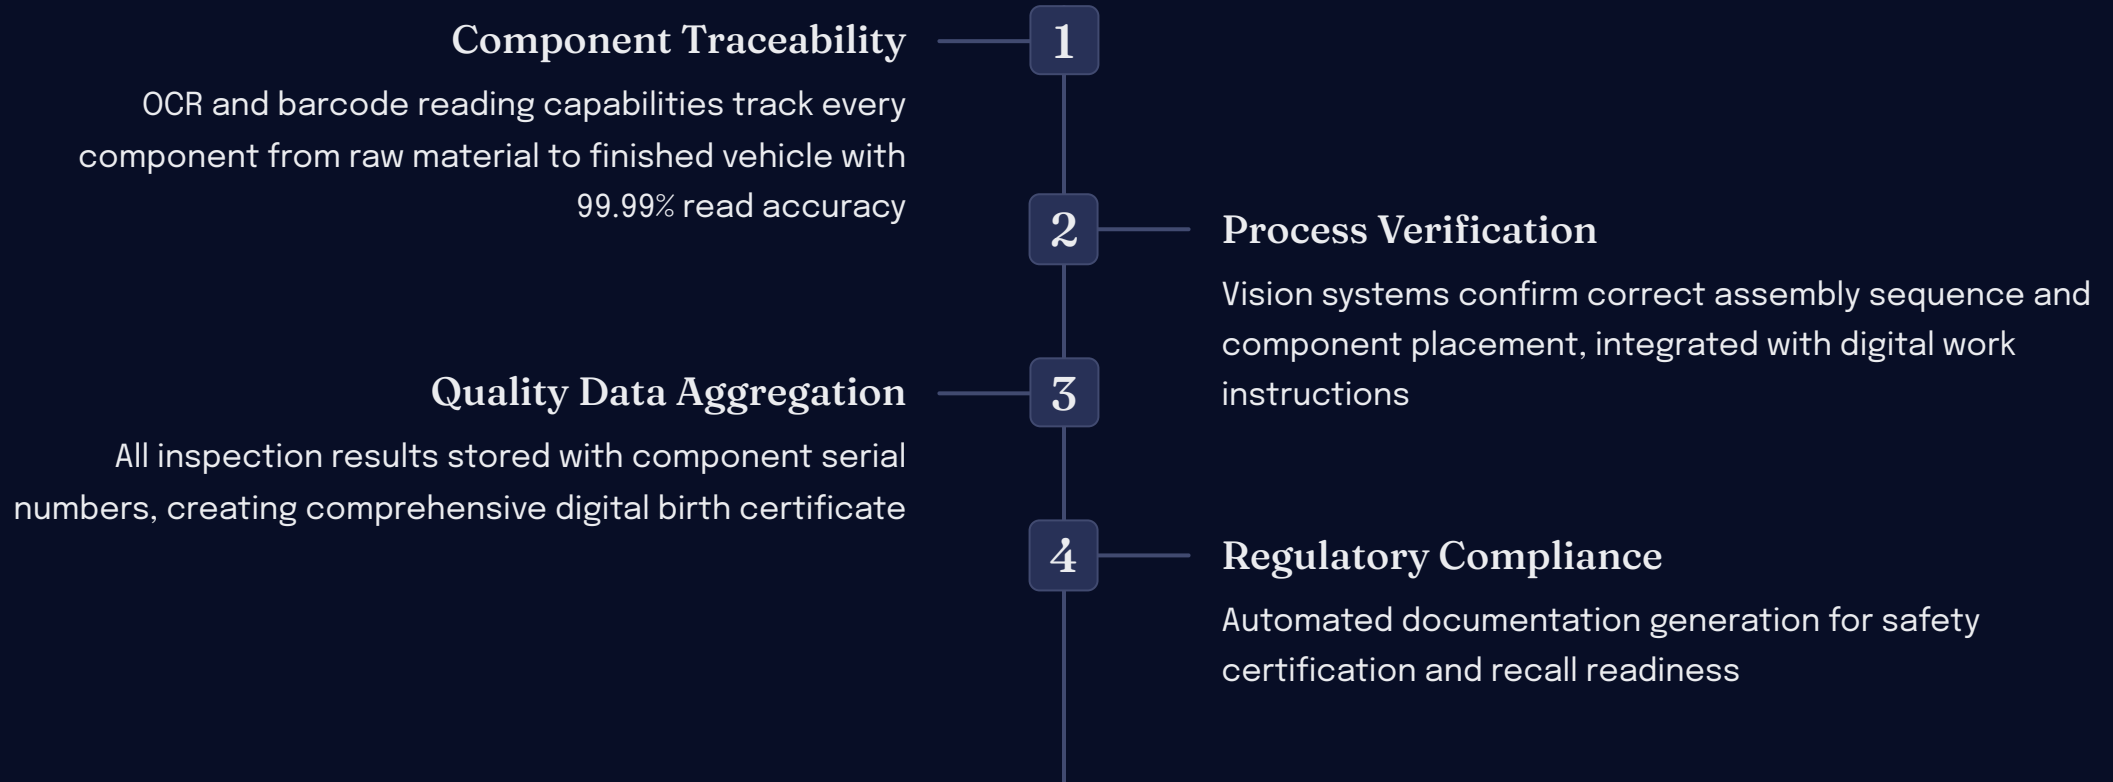 Component Traceability
1
OCR and barcode reading capabilities track every
component from raw material to finished vehicle with
99.99% read accuracy
2
Process Verification
Vision systems confirm correct assembly sequence and
component placement, integrated with digital work
instructions
Quality Data Aggregation
3
All inspection results stored with component serial
numbers, creating comprehensive digital birth certificate
4
Regulatory Compliance
Automated documentation generation for safety
certification and recall readiness